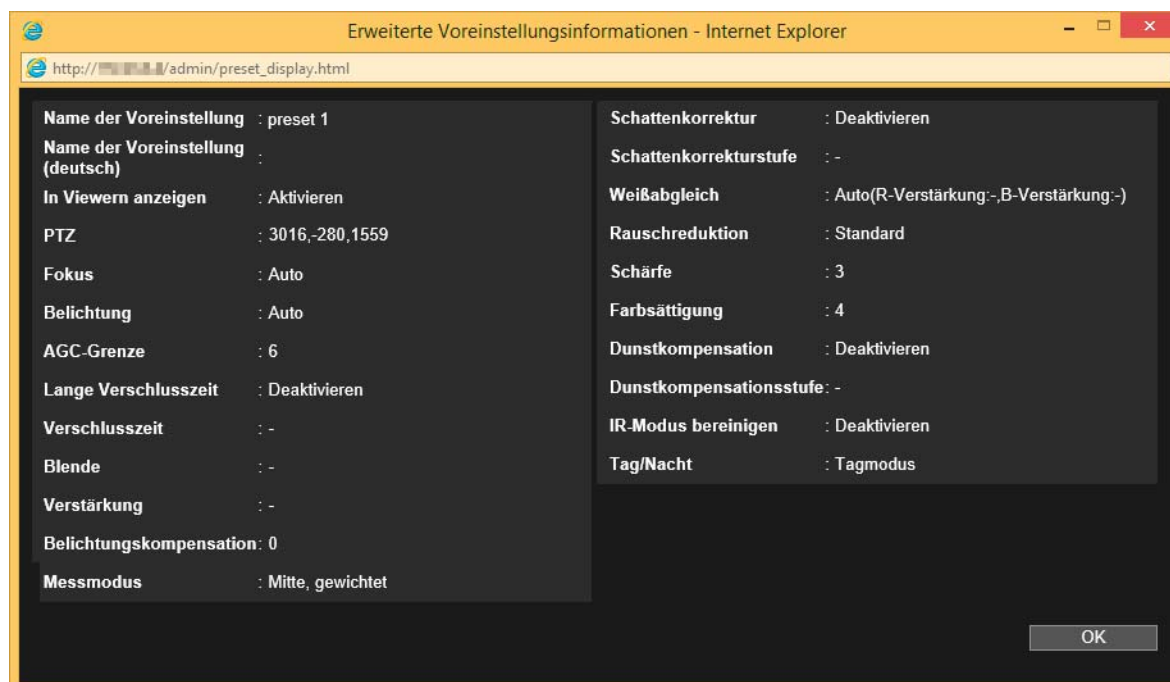 Erweiterte Voreinstellungsinformationen - Internet Explorer
http:// /admin/preset_display.html
Name der Voreinstellung : preset 1
Name der Voreinstellung
(deutsch) :
In Viewern anzeigen : Aktivieren
PTZ : 3016,-280,1559
Fokus : Auto
Belichtung : Auto
AGC-Grenze : 6
Lange Verschlusszeit : Deaktivieren
Verschlusszeit : -
Blende : -
Verstärkung : -
Belichtungskompensation: 0
Messmodus : Mitte, gewichtet
Schattenkorrektur : Deaktivieren
Schattenkorrekturstufe : -
Weißabgleich : Auto(R-Verstärkung:-,B-Verstärkung:-)
Rauschreduktion : Standard
Schärfe : 3
Farbsättigung : 4
Dunstkompensation : Deaktivieren
Dunstkompensationsstufe: -
IR-Modus bereinigen : Deaktivieren
Tag/Nacht : Tagmodus
OK